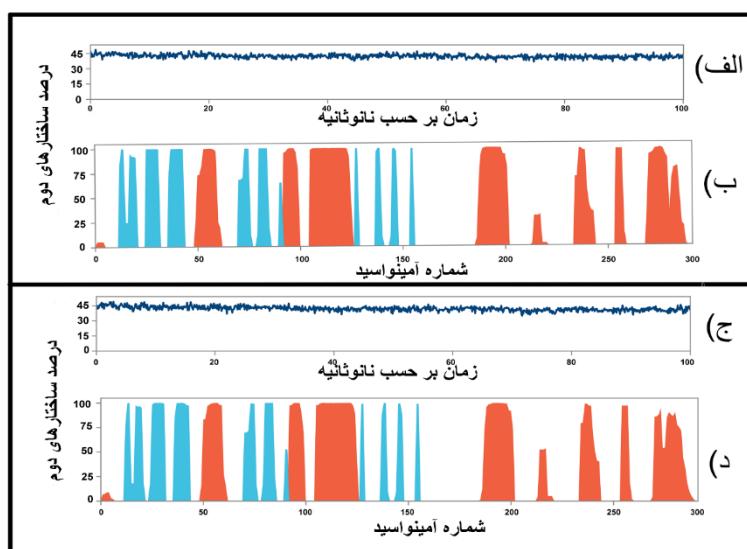 درصد ساختارهای دوم
45
30
15
0
0 20 40 60 80 100
زمان بر حسب نانوثانیه
الف)
100
75
50
25
0
0 50 100 150 200 250 300
شماره آمینواسید
ب)
درصد ساختارهای دوم
45
30
15
0
0 20 40 60 80 100
زمان بر حسب نانوثانیه
ج)
100
75
50
25
0
0 50 100 150 200 250 300
شماره آمینواسید
د)